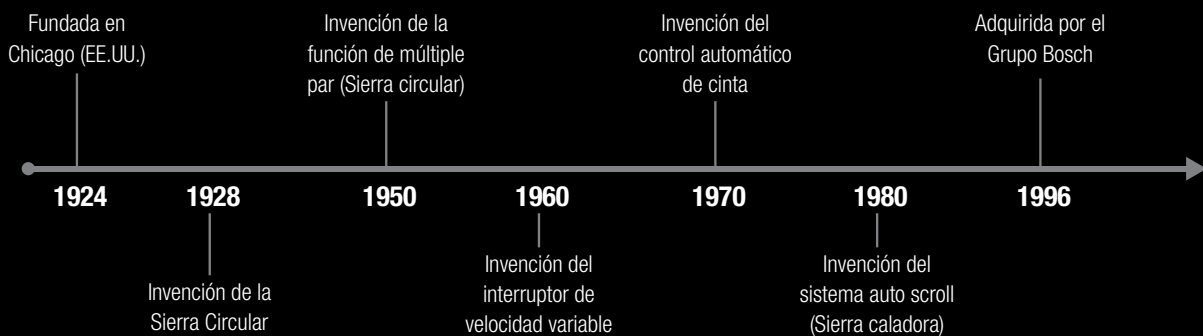 Fundada en
Chicago (EE.UU.)
Invención de la
función de múltiple
par (Sierra circular)
Invención del
control automático
de cinta
Adquirida por el
Grupo Bosch
1924
1928
1950
1960
1970
1980
1996
Invención de la
Sierra Circular
Invención del
interruptor de
velocidad variable
Invención del
sistema auto scroll
(Sierra caladora)